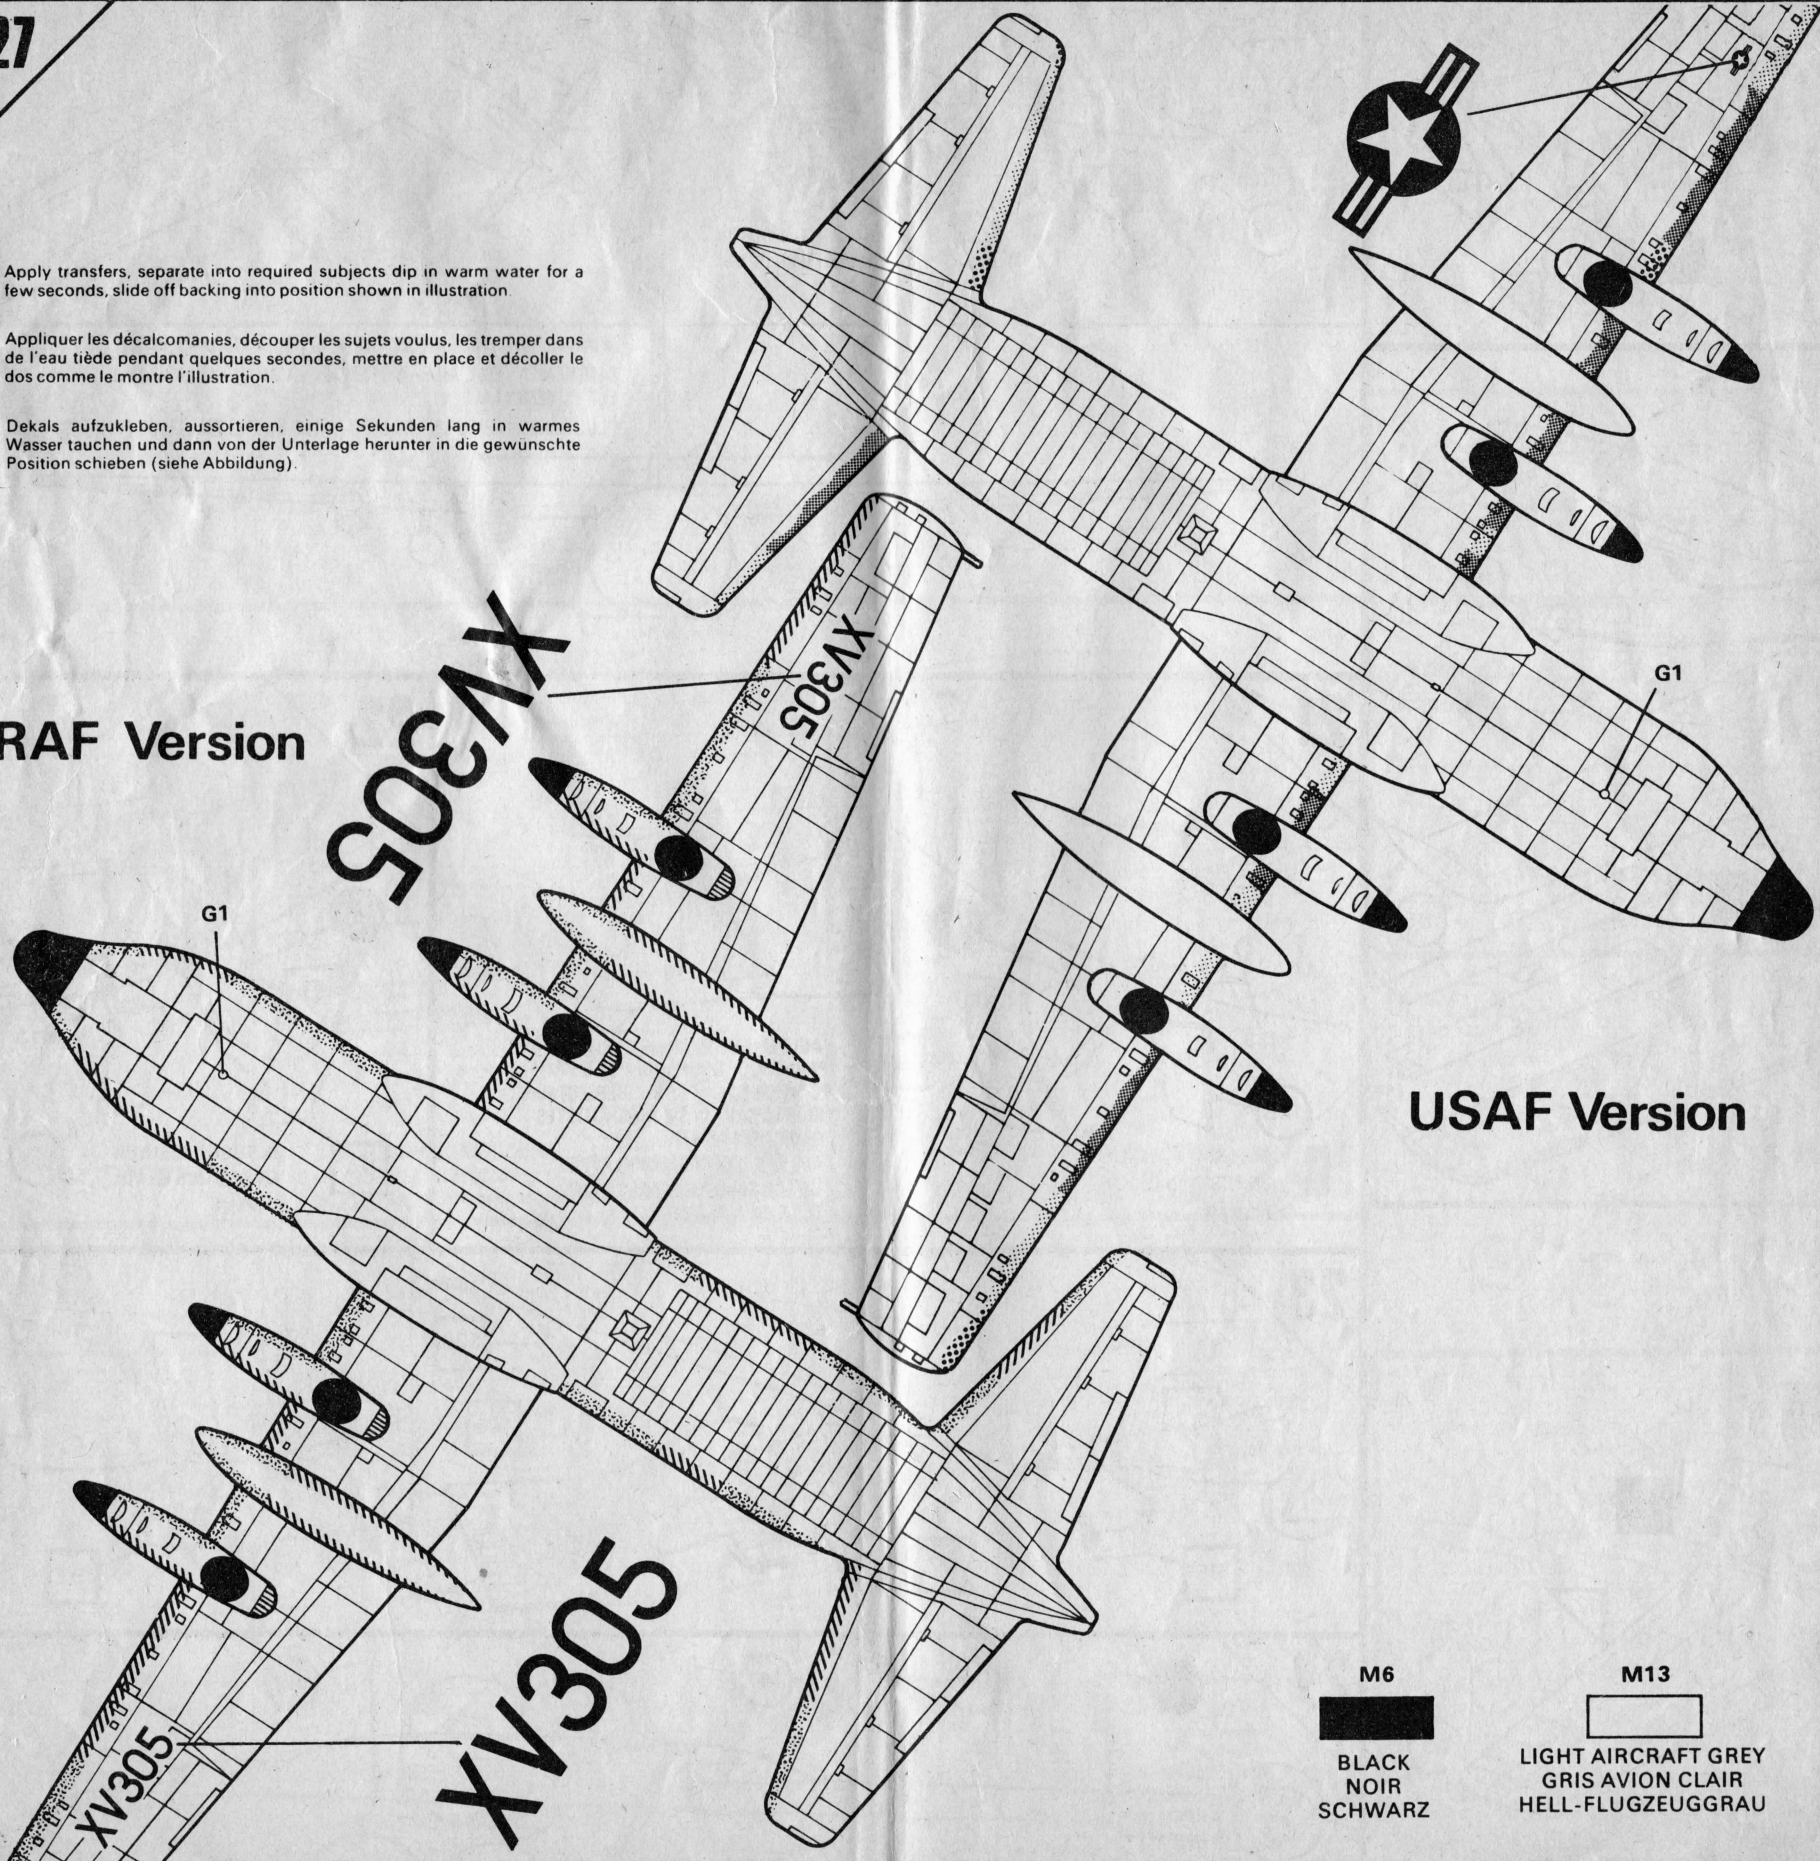 27
Apply transfers, separate into required subjects dip in warm water for a
few seconds, slide off backing into position shown in illustration.
Appliquer les décalcomanies, découper les sujets voulus, les tremper dans
de l'eau tiède pendant quelques secondes, mettre en place et décoller le
dos comme le montre l'illustration.
Dekals aufzukleben, aussortieren, einige Sekunden lang in warmes
Wasser tauchen und dann von der Unterlage herunter in die gewünschte
Position schieben (siehe Abbildung).
XV305
XV305
G1
RAF Version
G1
USAF Version
XV305
XV305
M6
BLACK
NOIR
SCHWARZ
M13
LIGHT AIRCRAFT GREY
GRIS AVION CLAIR
HELL-FLUGZEUGGRAU